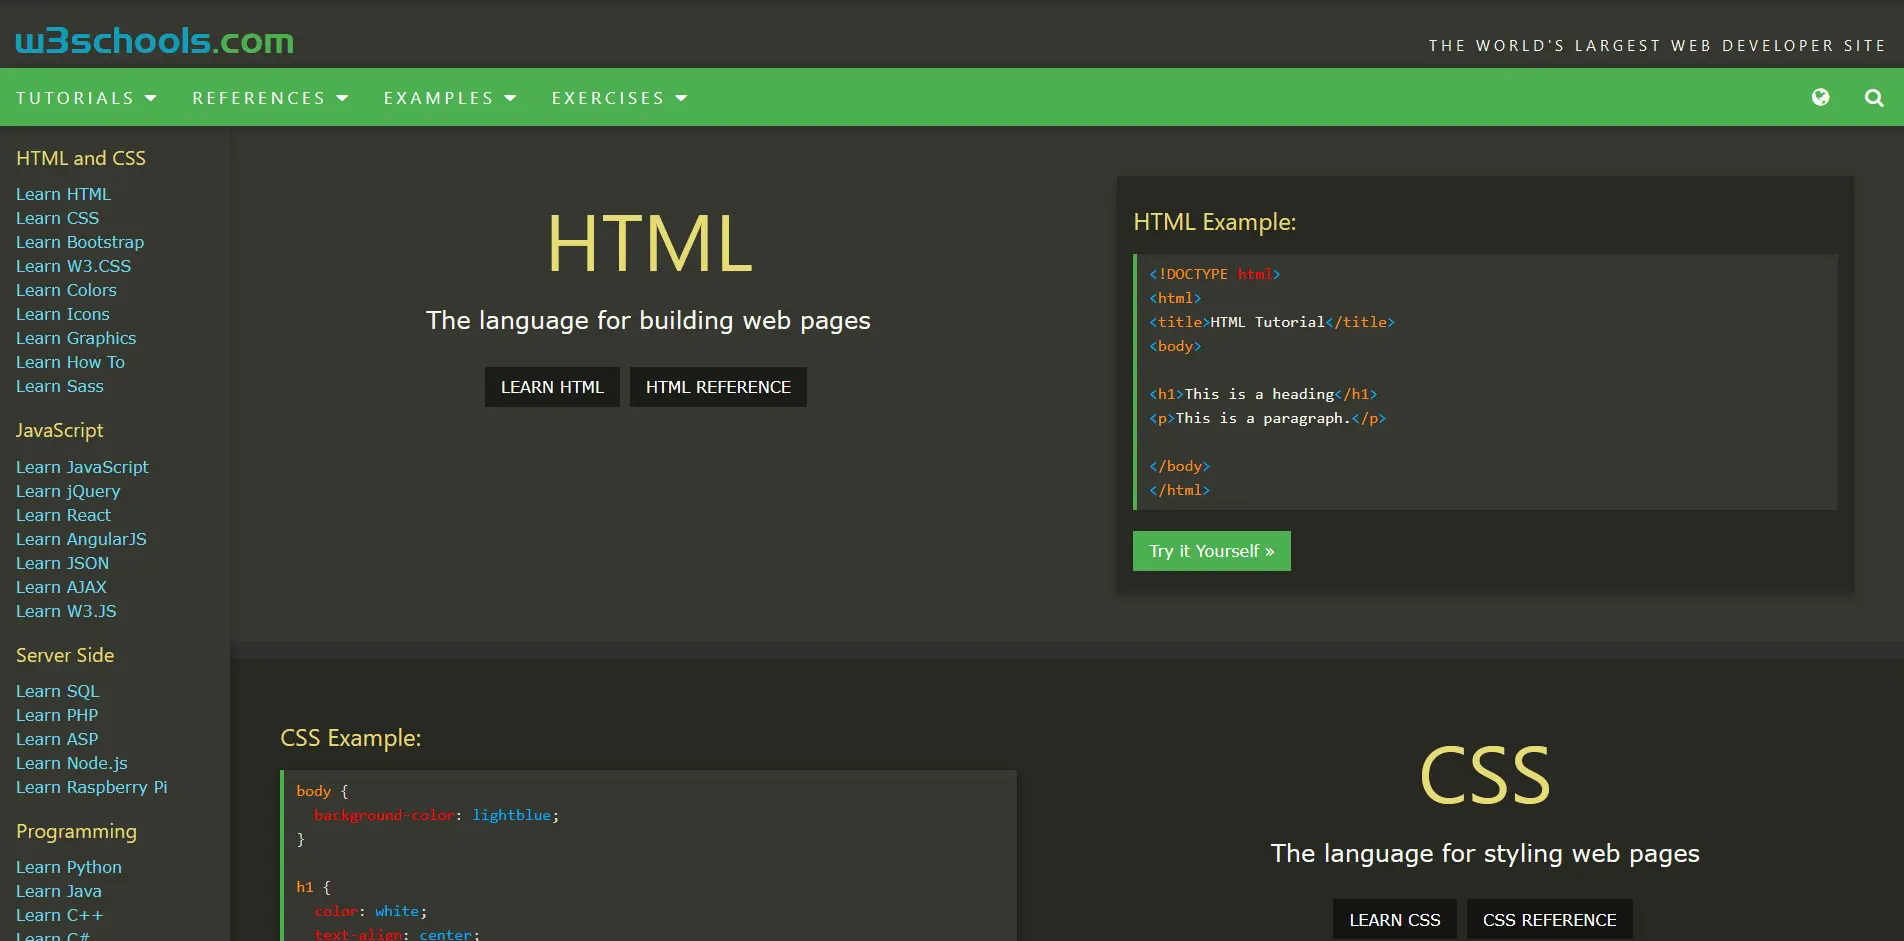 w3schools.com
THE WORLD'S LARGEST WEB DEVELOPER SITE
TUTORIALS REFERENCES EXAMPLES EXERCISES
HTML and CSS
Learn HTML
Learn CSS
Learn Bootstrap
Learn W3.CSS
Learn Colors
Learn Icons
Learn Graphics
Learn How To
Learn Sass
JavaScript
Learn JavaScript
Learn jQuery
Learn React
Learn AngularJS
Learn JSON
Learn AJAX
Learn W3.JS
Server Side
Learn SQL
Learn PHP
Learn ASP
Learn Node.js
Learn Raspberry Pi
Programming
Learn Python
Learn Java
Learn C++
Learn C#
HTML
The language for building web pages
LEARN HTML
HTML REFERENCE
HTML Example:
<!DOCTYPE html>
<html>
<title>HTML Tutorial</title>
<body>
<h1>This is a heading</h1>
<p>This is a paragraph.</p>
</body>
</html>
Try it Yourself »
CSS Example:
body {
background-color: lightblue;
}
h1 {
color: white;
text-align: center;
CSS
The language for styling web pages
LEARN CSS
CSS REFERENCE